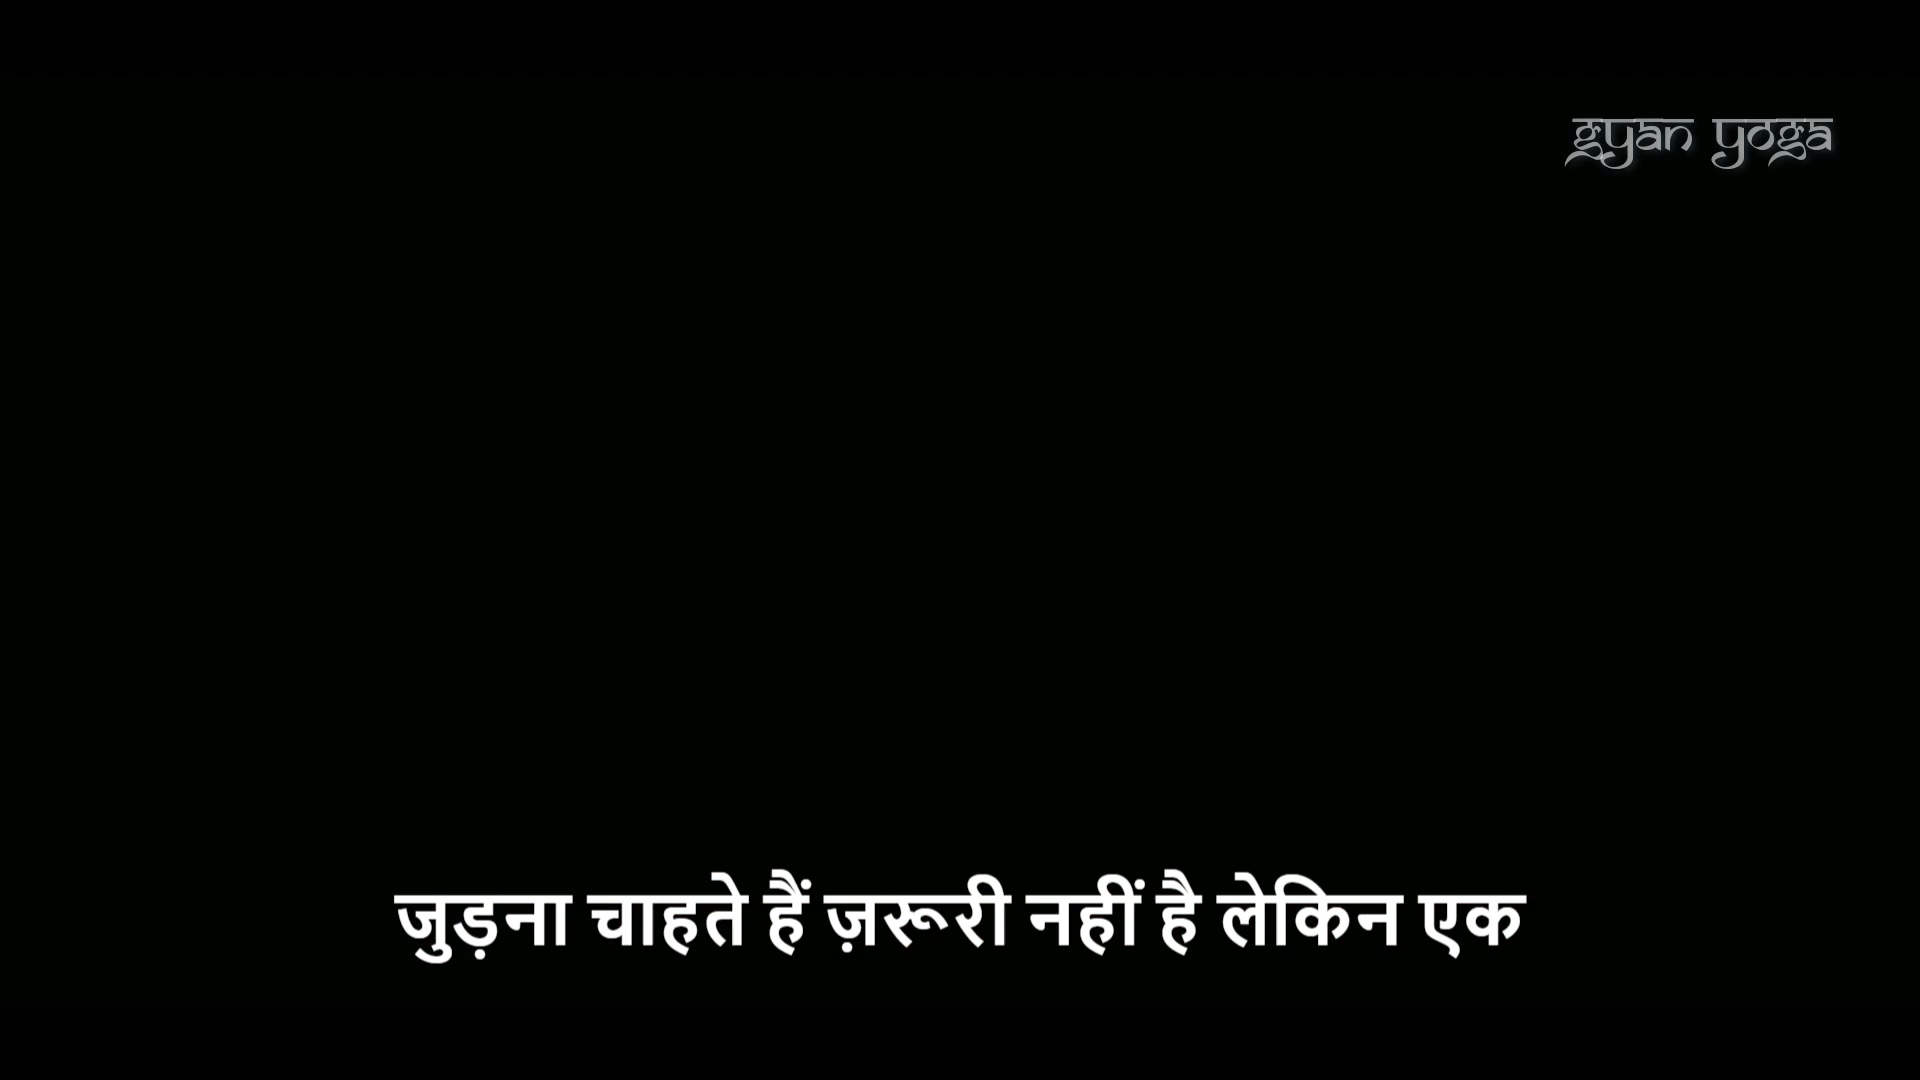 gyan yoga
जुड़ना चाहते हैं ज़रूरी नहीं है लेकिन एक